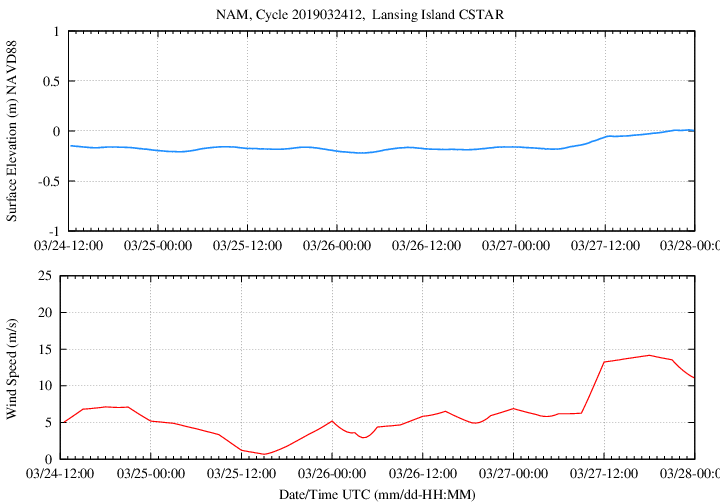 NAM, Cycle 2019032412, Lansing Island CSTAR
Surface Elevation (m) NAVD88
1
0.5
0
-0.5
-1
03/24-12:00 03/25-00:00 03/25-12:00 03/26-00:00 03/26-12:00 03/27-00:00 03/27-12:00 03/28-00:0
Wind Speed (m/s)
25
20
15
10
5
0
03/24-12:00 03/25-00:00 03/25-12:00 03/26-00:00 03/26-12:00 03/27-00:00 03/27-12:00 03/28-00:0
Date/Time UTC (mm/dd-HH:MM)